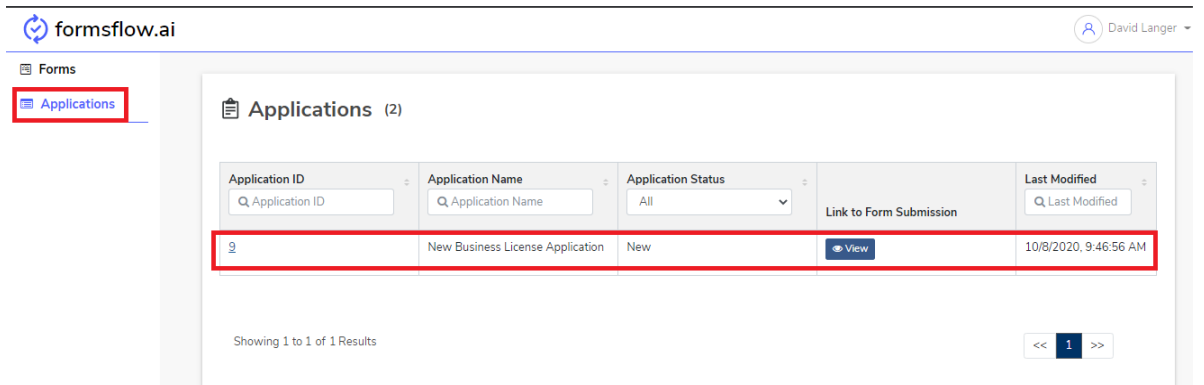 formsflow.ai
David Langer
Forms
Applications
Applications (2)
Application ID
Application Name
Application Status
Link to Form Submission
Last Modified
Application ID
Application Name
All
Last Modified
9 New Business License Application New View 10/8/2020, 9:46:56 AM
Showing 1 to 1 of 1 Results
<< 1 >>